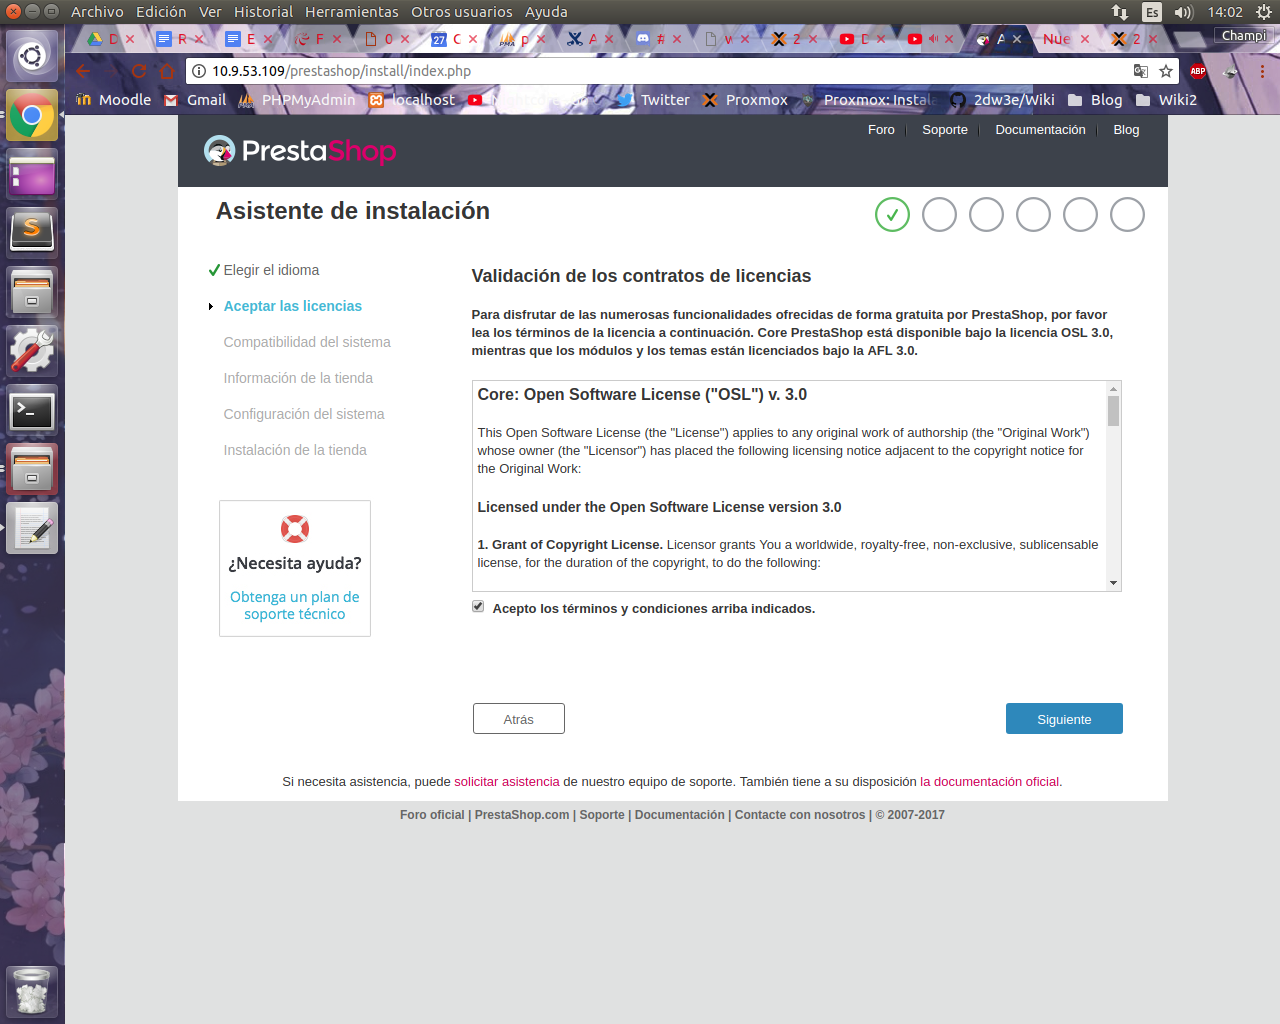 Archivo Edición Ver Historial Herramientas Otros usuarios Ayuda
Es 14:02
Champi
10.9.53.109/prestashop/install/index.php
ABP
Moodle Gmail PHPMyAdmin localhost Twitter Proxmox Proxmox: Instala 2dw3e/Wiki Blog Wiki2
PrestaShop
Foro Soporte Documentación Blog
Asistente de instalación
Elegir el idioma
Aceptar las licencias
Compatibilidad del sistema
Información de la tienda
Configuración del sistema
Instalación de la tienda
¿Necesita ayuda?
Obtenga un plan de
soporte técnico
Validación de los contratos de licencias
Para disfrutar de las numerosas funcionalidades ofrecidas de forma gratuita por PrestaShop, por favor
lea los términos de la licencia a continuación. Core PrestaShop está disponible bajo la licencia OSL 3.0,
mientras que los módulos y los temas están licenciados bajo la AFL 3.0.
Core: Open Software License ("OSL") v. 3.0
This Open Software License (the "License") applies to any original work of authorship (the "Original Work")
whose owner (the "Licensor") has placed the following licensing notice adjacent to the copyright notice for
the Original Work:
Licensed under the Open Software License version 3.0
1. Grant of Copyright License. Licensor grants You a worldwide, royalty-free, non-exclusive, sublicensable
license, for the duration of the copyright, to do the following:
Acepto los términos y condiciones arriba indicados.
Atrás
Siguiente
Si necesita asistencia, puede solicitar asistencia de nuestro equipo de soporte. También tiene a su disposición la documentación oficial.
Foro oficial | PrestaShop.com | Soporte | Documentación | Contacte con nosotros | © 2007-2017